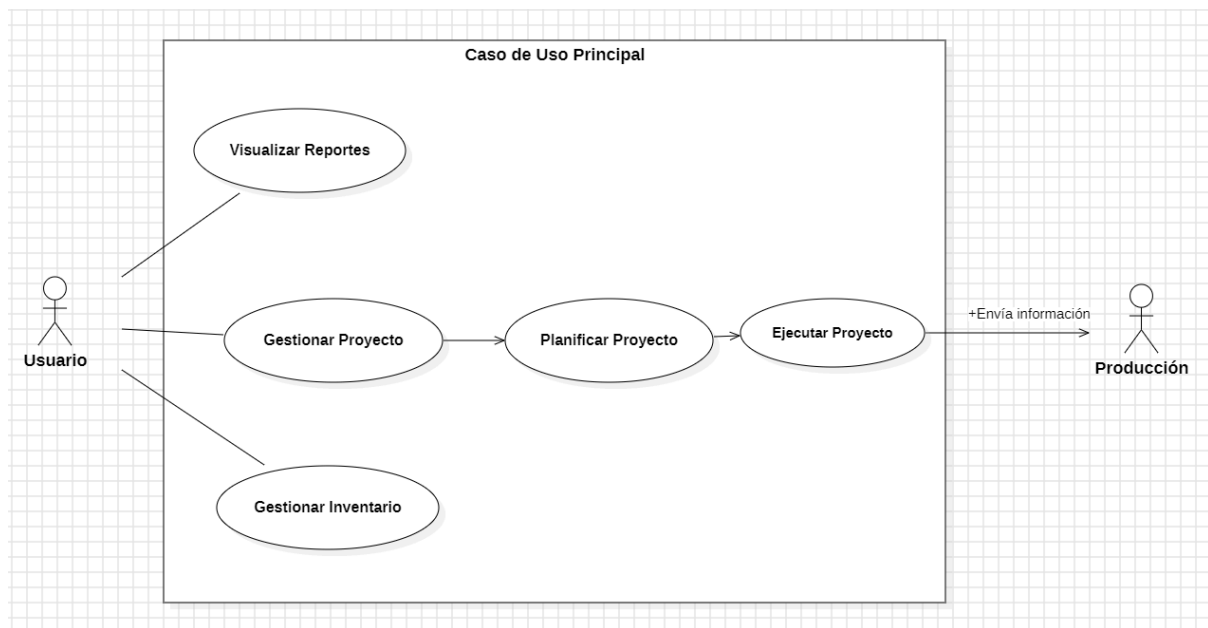 Caso de Uso Principal
Visualizar Reportes
Usuario
Gestionar Proyecto
Planificar Proyecto
Ejecutar Proyecto
+Envía información
Producción
Gestionar Inventario